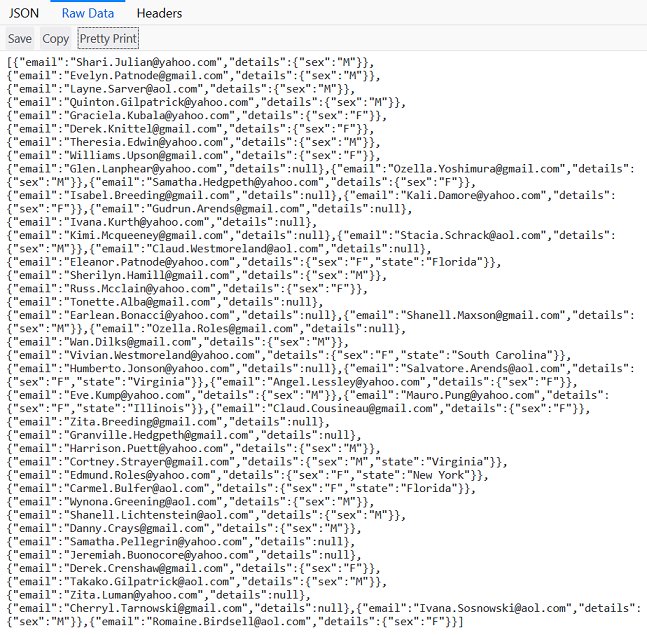 JSON Raw Data Headers
Save Copy Pretty Print
[{"email":"Shari.Julian@yahoo.com","details":{"sex":"M"}},
{"email":"Evelyn.Patnode@gmail.com","details":{"sex":"M"}},
{"email":"Layne.Sarver@aol.com","details":{"sex":"M"}},
{"email":"Quinton.Gilpatrick@yahoo.com","details":{"sex":"M"}},
{"email":"Graciela.Kubala@yahoo.com","details":{"sex":"F"}},
{"email":"Derek.Knittel@gmail.com","details":{"sex":"F"}},
{"email":"Theresia.Edwin@yahoo.com","details":{"sex":"M"}},
{"email":"Williams.Upson@gmail.com","details":{"sex":"F"}},
{"email":"Glen.Lanphear@yahoo.com","details":null},{"email":"Ozella.Yoshimura@gmail.com","details":
{"sex":"M"}},{"email":"Samatha.Hedgpeth@yahoo.com","details":{"sex":"F"}},
{"email":"Isabel.Breeding@gmail.com","details":null},{"email":"Kali.Damore@yahoo.com","details":
{"sex":"F"}},{"email":"Gudrun.Arends@gmail.com","details":null},
{"email":"Ivana.Kurth@yahoo.com","details":null},
{"email":"Kimi.Mcqueeney@gmail.com","details":null},{"email":"Stacia.Schrack@aol.com","details":
{"sex":"M"}},{"email":"Claud.Westmoreland@aol.com","details":null},
{"email":"Eleanor.Patnode@yahoo.com","details":{"sex":"F","state":"Florida"}},
{"email":"Sherilyn.Hamill@gmail.com","details":{"sex":"M"}},
{"email":"Russ.Mcclain@yahoo.com","details":{"sex":"F"}},
{"email":"Tonette.Alba@gmail.com","details":null},
{"email":"Earlean.Bonacci@yahoo.com","details":null},{"email":"Shanell.Maxson@gmail.com","details":
{"sex":"M"}},{"email":"Ozella.Roles@gmail.com","details":null},
{"email":"Wan.Dilks@gmail.com","details":{"sex":"M"}},
{"email":"Vivian.Westmoreland@yahoo.com","details":{"sex":"F","state":"South Carolina"}},
{"email":"Humberto.Jonson@yahoo.com","details":null},{"email":"Salvatore.Arends@aol.com","details":
{"sex":"F","state":"Virginia"}},{"email":"Angel.Lessley@yahoo.com","details":{"sex":"F"}},
{"email":"Eve.Kump@yahoo.com","details":{"sex":"M"}},{"email":"Mauro.Pung@yahoo.com","details":
{"sex":"F","state":"Illinois"}},{"email":"Claud.Cousineau@gmail.com","details":{"sex":"F"}},
{"email":"Zita.Breeding@gmail.com","details":null},
{"email":"Granville.Hedgpeth@gmail.com","details":null},
{"email":"Harrison.Puett@yahoo.com","details":{"sex":"M"}},
{"email":"Cortney.Strayer@gmail.com","details":{"sex":"M","state":"Virginia"}},
{"email":"Edmund.Roles@yahoo.com","details":{"sex":"F","state":"New York"}},
{"email":"Carmel.Bulfer@aol.com","details":{"sex":"F","state":"Florida"}},
{"email":"Wynona.Greening@aol.com","details":{"sex":"M"}},
{"email":"Shanell.Lichtenstein@aol.com","details":{"sex":"M"}},
{"email":"Danny.Crays@gmail.com","details":{"sex":"M"}},
{"email":"Samatha.Pellegrin@yahoo.com","details":null},
{"email":"Jeremiah.Buonocore@yahoo.com","details":null},
{"email":"Derek.Crenshaw@gmail.com","details":{"sex":"F"}},
{"email":"Takako.Gilpatrick@aol.com","details":{"sex":"M"}},
{"email":"Zita.Luman@yahoo.com","details":null},
{"email":"Cherryl.Tarnowski@gmail.com","details":null},{"email":"Ivana.Sosnowski@aol.com","details":
{"sex":"M"}},{"email":"Romaine.Birdsell@aol.com","details":{"sex":"F"}}]